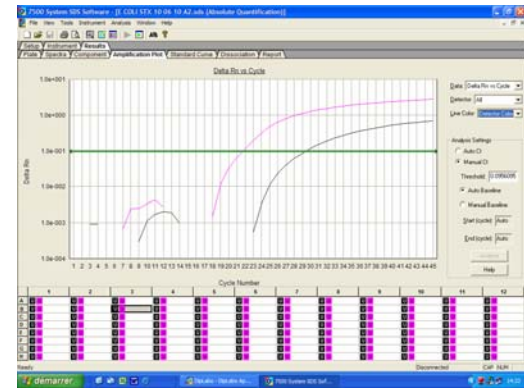 7500 System SDS Software - [E COLI STX 10 06 10 A2.sds (Absolute Quantification)]
File View Tools Instrument Analysis Window Help
Setup Instrument Results
Plate Spectra Component Amplification Plot Standard Curve Dissociation Report
Delta Rn vs Cycle
Data: Delta Rn vs Cycle
Detector: All
Line Color: Detector Color
Analysis Settings
Auto Ct
Manual Ct
Threshold:
Auto Baseline
Manual Baseline
Start (cycle): Auto
End (cycle): Auto
Analyze
Help
1.0e+001
1.0e+000
1.0e-001
1.0e-002
1.0e-003
1.0e-004
Delta Rn
1 2 3 4 5 6 7 8 9 10 11 12 13 14 15 16 17 18 19 20 21 22 23 24 25 26 27 28 29 30 31 32 33 34 35 36 37 38 39 40 41 42 43 44 45
Cycle Number
1 2 3 4 5 6 7 8 9 10 11 12
A
B
C
D
E
F
G
H
Ready
Disconnected
CAP NUM
démarrer
7500 System SDS Sof...